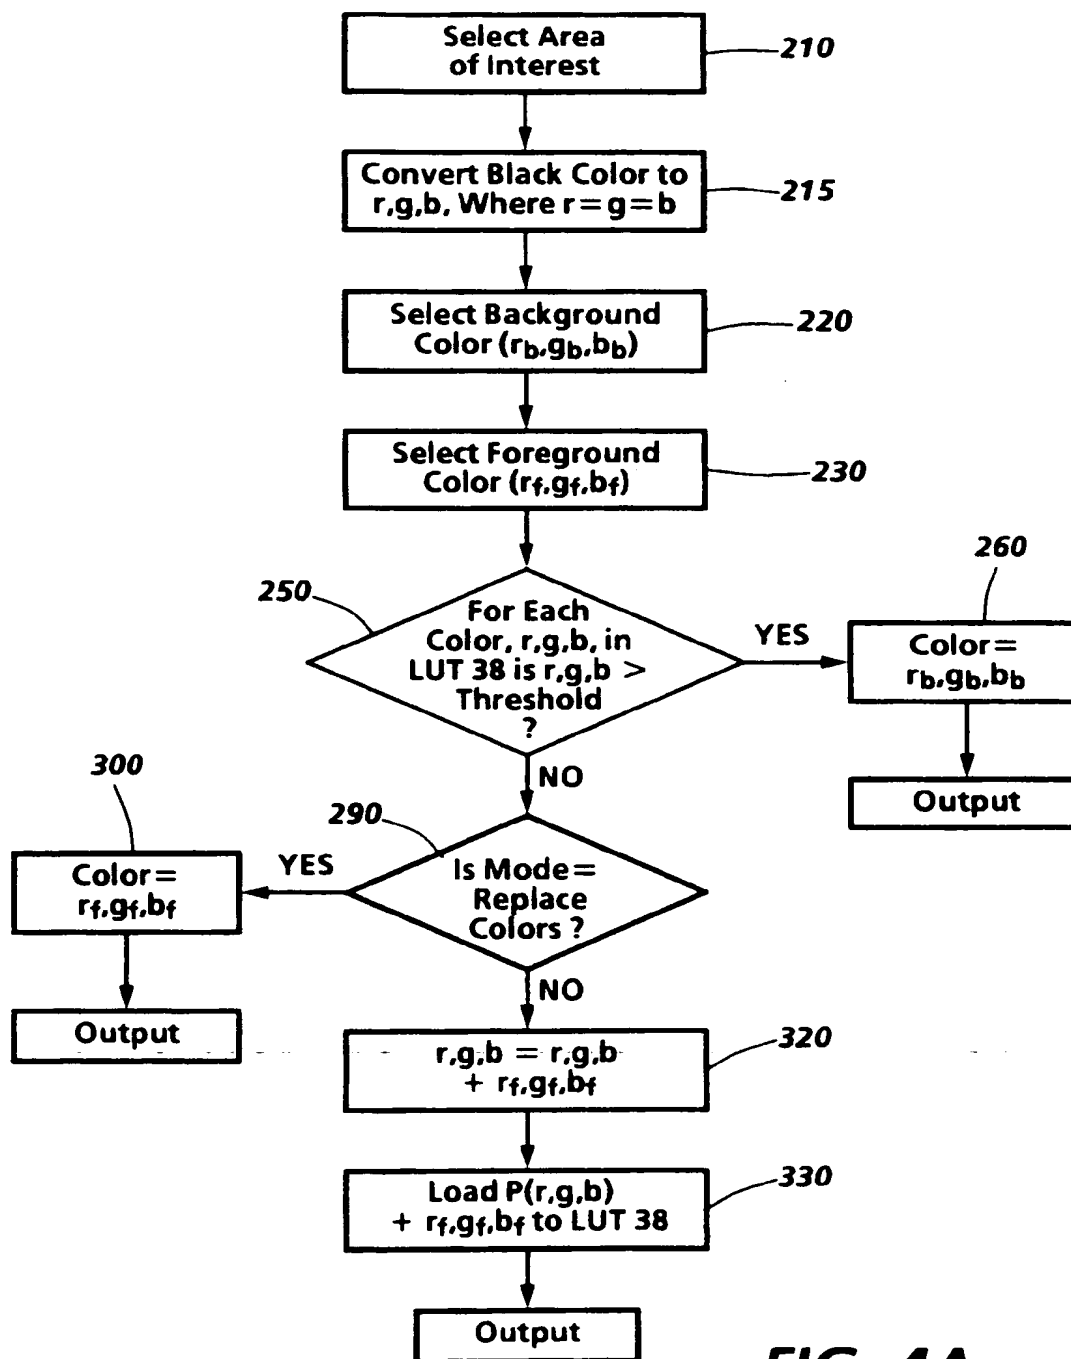 Select Area
of Interest
210
Convert Black Color to
r,g,b, Where r=g=b
215
Select Background
Color (rb,gb,bb)
220
Select Foreground
Color (rf,gf,bf)
230
250
For Each
Color, r,g,b, in
LUT 38 is r,g,b >
Threshold
?
YES
260
Color=
rb,gb,bb
Output
NO
290
Is Mode=
Replace
Colors ?
YES
300
Color=
rf,gf,bf
Output
NO
r,g,b = r,g,b
+ rf,gf,bf
320
Load P(r,g,b)
+ rf,gf,bf to LUT 38
330
Output
FIG. 4A